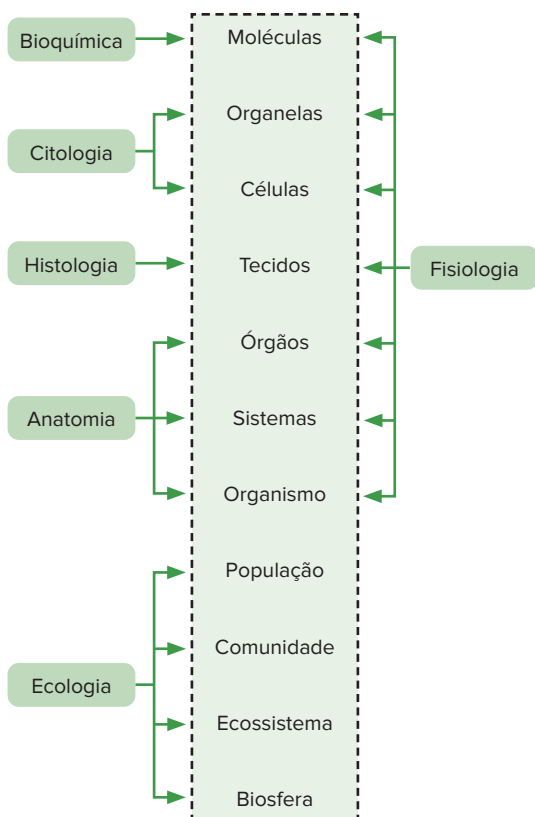 Bioquímica
Moléculas
Organelas
Citologia
Células
Histologia
Tecidos
Fisiologia
Órgãos
Anatomia
Sistemas
Organismo
População
Comunidade
Ecologia
Ecossistema
Biosfera